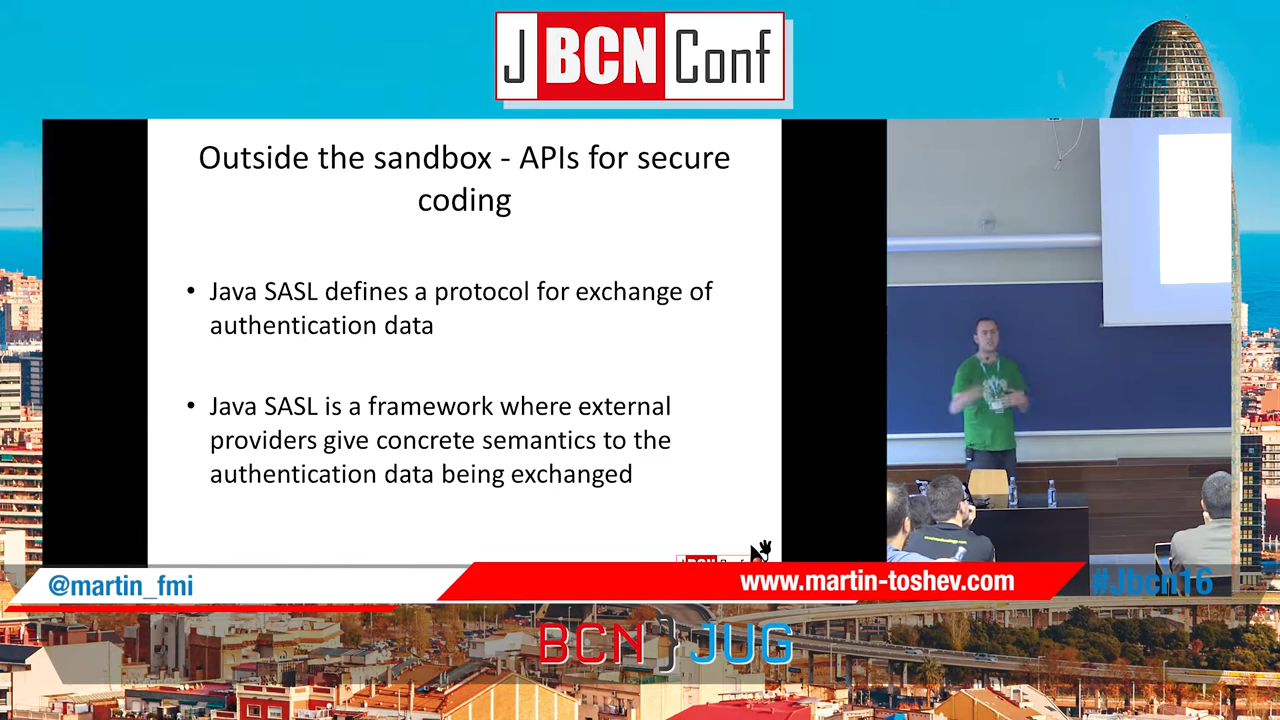 J BCN Conf
Outside the sandbox - APIs for secure
coding
• Java SASL defines a protocol for exchange of
authentication data
• Java SASL is a framework where external
providers give concrete semantics to the
authentication data being exchanged
@martin_fmi
www.martin-toshev.com
#Jbcn16
BCN JUG